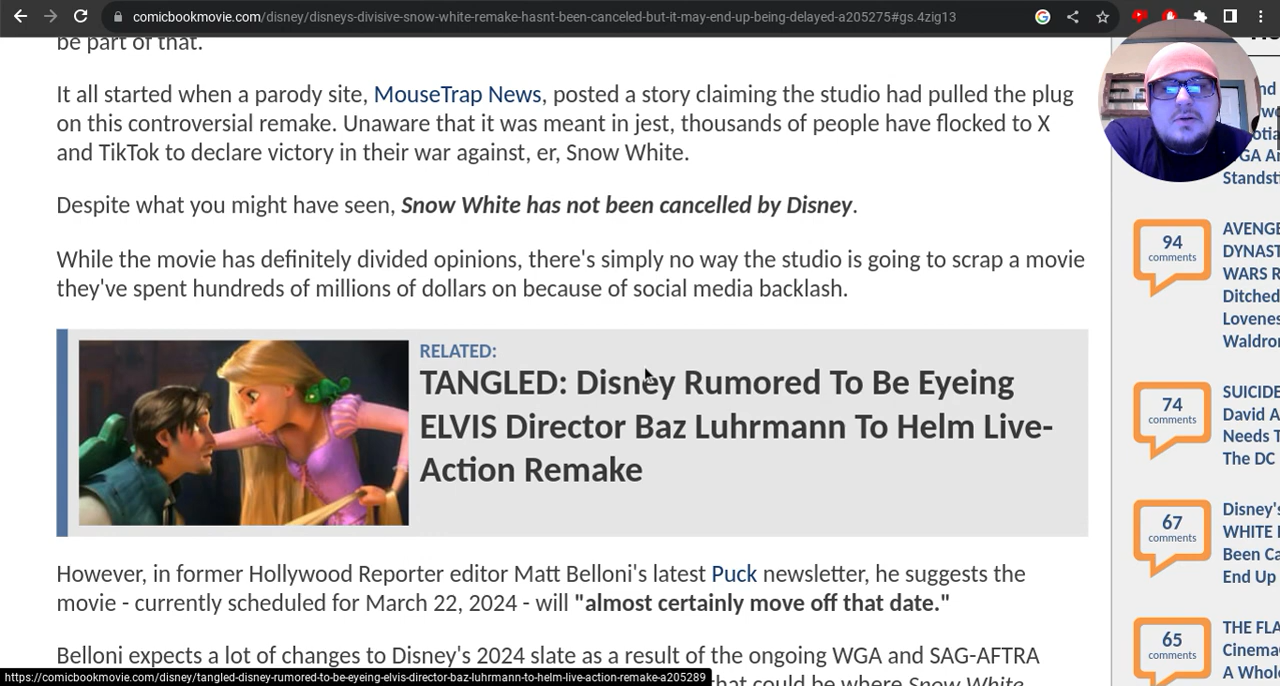 comicbookmovie.com/disney/disneys-divisive-snow-white-remake-hasnt-been-canceled-but-it-may-end-up-being-delayed-a205275#gs.4zig13
be part of that.
It all started when a parody site, MouseTrap News, posted a story claiming the studio had pulled the plug
on this controversial remake. Unaware that it was meant in jest, thousands of people have flocked to X
and TikTok to declare victory in their war against, er, Snow White.
Despite what you might have seen, Snow White has not been cancelled by Disney.
While the movie has definitely divided opinions, there's simply no way the studio is going to scrap a movie
they've spent hundreds of millions of dollars on because of social media backlash.
RELATED:
TANGLED: Disney Rumored To Be Eyeing
ELVIS Director Baz Luhrmann To Helm Live-
Action Remake
However, in former Hollywood Reporter editor Matt Belloni's latest Puck newsletter, he suggests the
movie - currently scheduled for March 22, 2024 - will "almost certainly move off that date."
Belloni expects a lot of changes to Disney's 2024 slate as a result of the ongoing WGA and SAG-AFTRA
that could be where Snow White
https://comicbookmovie.com/disney/tangled-disney-rumored-to-be-eyeing-elvis-director-baz-luhrmann-to-helm-live-action-remake-a205289
GA A
Standsti
94
comments
AVENGE
DYNAST
WARS R
Ditched
Lovenes
Waldron
74
comments
SUICIDE
David A
Needs T
The DC
67
comments
Disney's
WHITE
Been Ca
End Up
65
comments
THE FLA
Cinema
A Whol